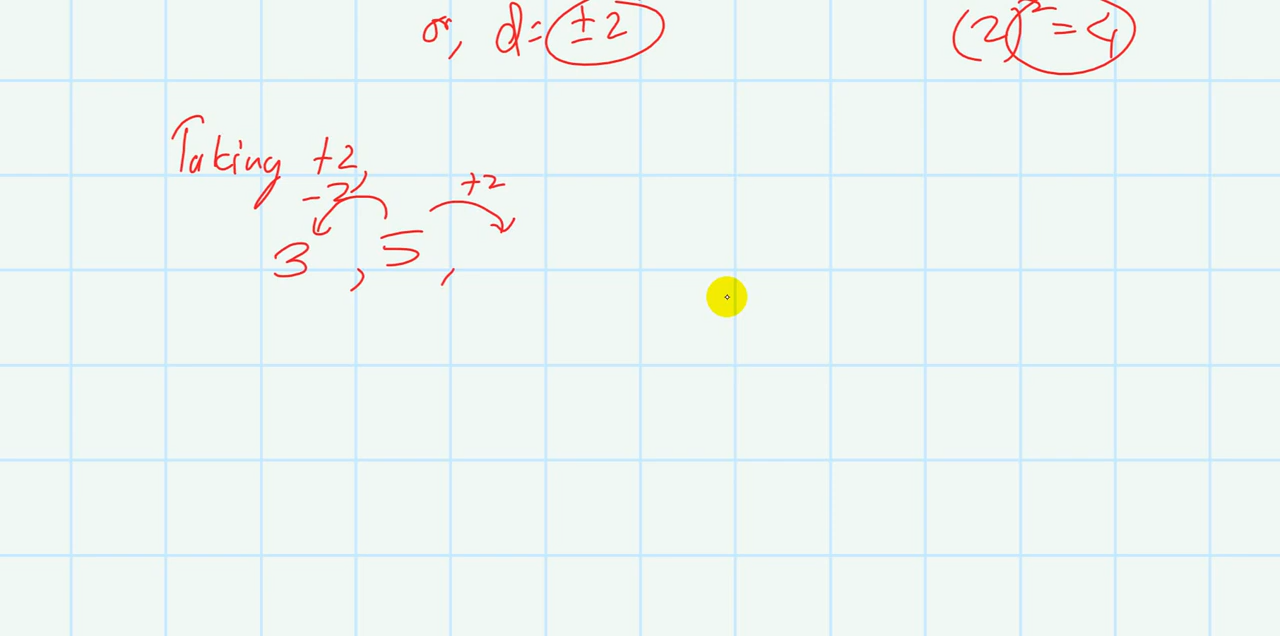 or, d=±2
(2)²=4
Taking +2,
-2 +2
3 , 5 ,